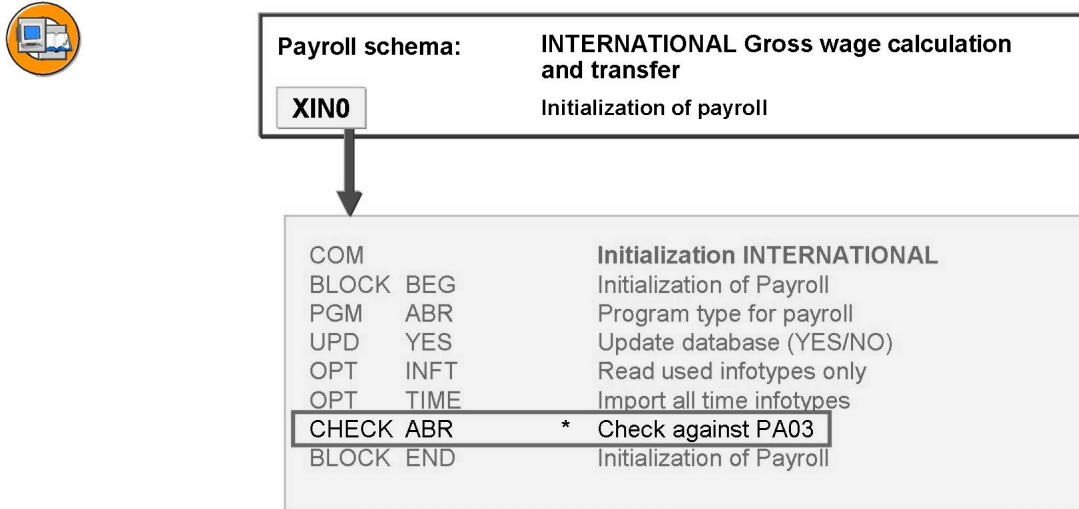 Payroll schema: INTERNATIONAL Gross wage calculation
and transfer
XIN0 Initialization of payroll
COM Initialization INTERNATIONAL
BLOCK BEG Initialization of Payroll
PGM ABR Program type for payroll
UPD YES Update database (YES/NO)
OPT INFT Read used infotypes only
OPT TIME Import all time infotypes
CHECK ABR * Check against PA03
BLOCK END Initialization of Payroll